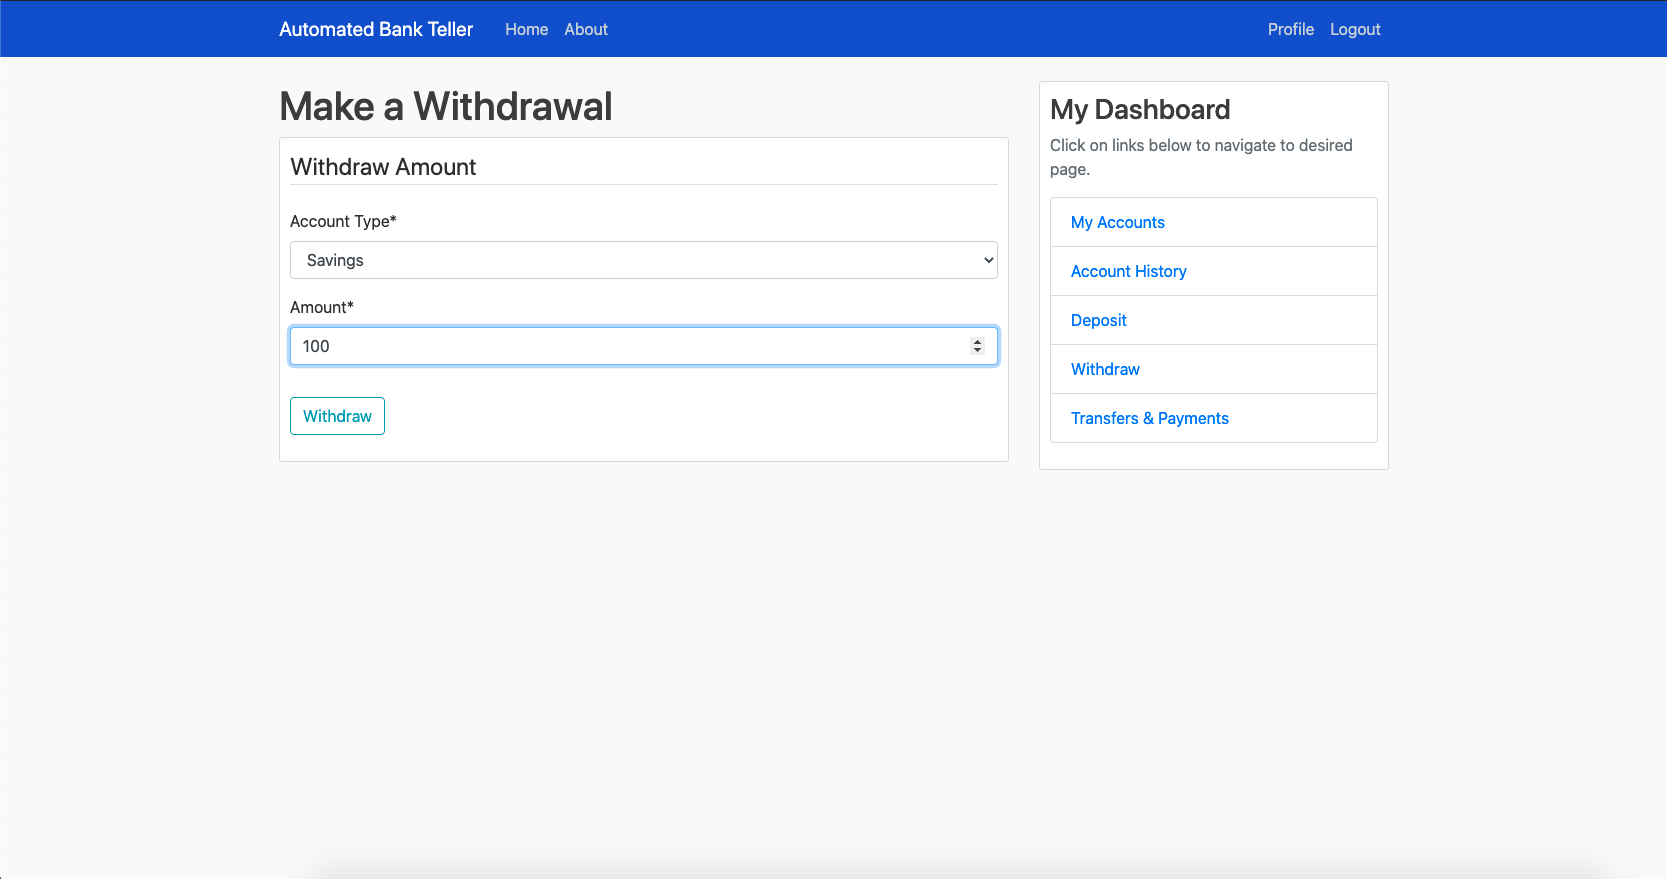 Automated Bank Teller Home About Profile Logout
Make a Withdrawal
Withdraw Amount
Account Type*
Savings
Amount*
100
Withdraw
My Dashboard
Click on links below to navigate to desired
page.
My Accounts
Account History
Deposit
Withdraw
Transfers & Payments